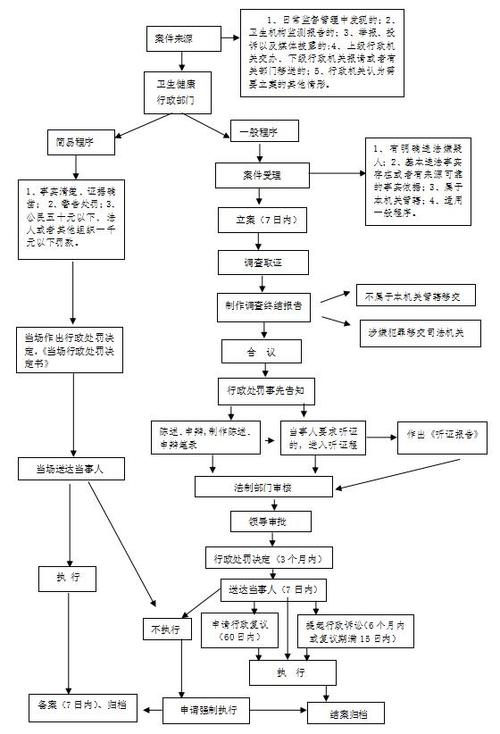 案件来源
1、日常监督管理中发现的；2、
卫生机构监测报告的；3、举报、
投诉以及媒体披露的；4、上级行政机
关交办、下级行政机关报请或者有
关部门移送的；5、行政机关认为需
要立案的其他情形。
卫生健康
行政部门
简易程序
一般程序
1、事实清楚、证据确
凿；2、警告处罚；3、
公民五十元以下、法
人或者其他组织一千
元以下罚款。
案件受理
1、有明确违法嫌疑
人；2、基本违法事实
存在或者有来源可靠
的事实依据；3、属于
本机关管辖；4、适用
一般程序。
立案（7日内）
调查取证
制作调查终结报告
不属于本机关管辖移交
涉嫌犯罪移交司法机关
当场作出行政处罚决
定，《当场行政处罚决
定书》
合 议
行政处罚事先告知
陈述、申辩，制作陈述、
申辩笔录
当事人要求听证
的，进入听证程
作出《听证报告》
当场送达当事人
法制部门审核
领导审批
行政处罚决定（3个月内）
执 行
送达当事人（7日内）
不执行
申请行政复议
（60日内）
提起行政诉讼（6个月内
或复议期满15日内）
执 行
备案（7日内）、归档
申请强制执行
结案归档